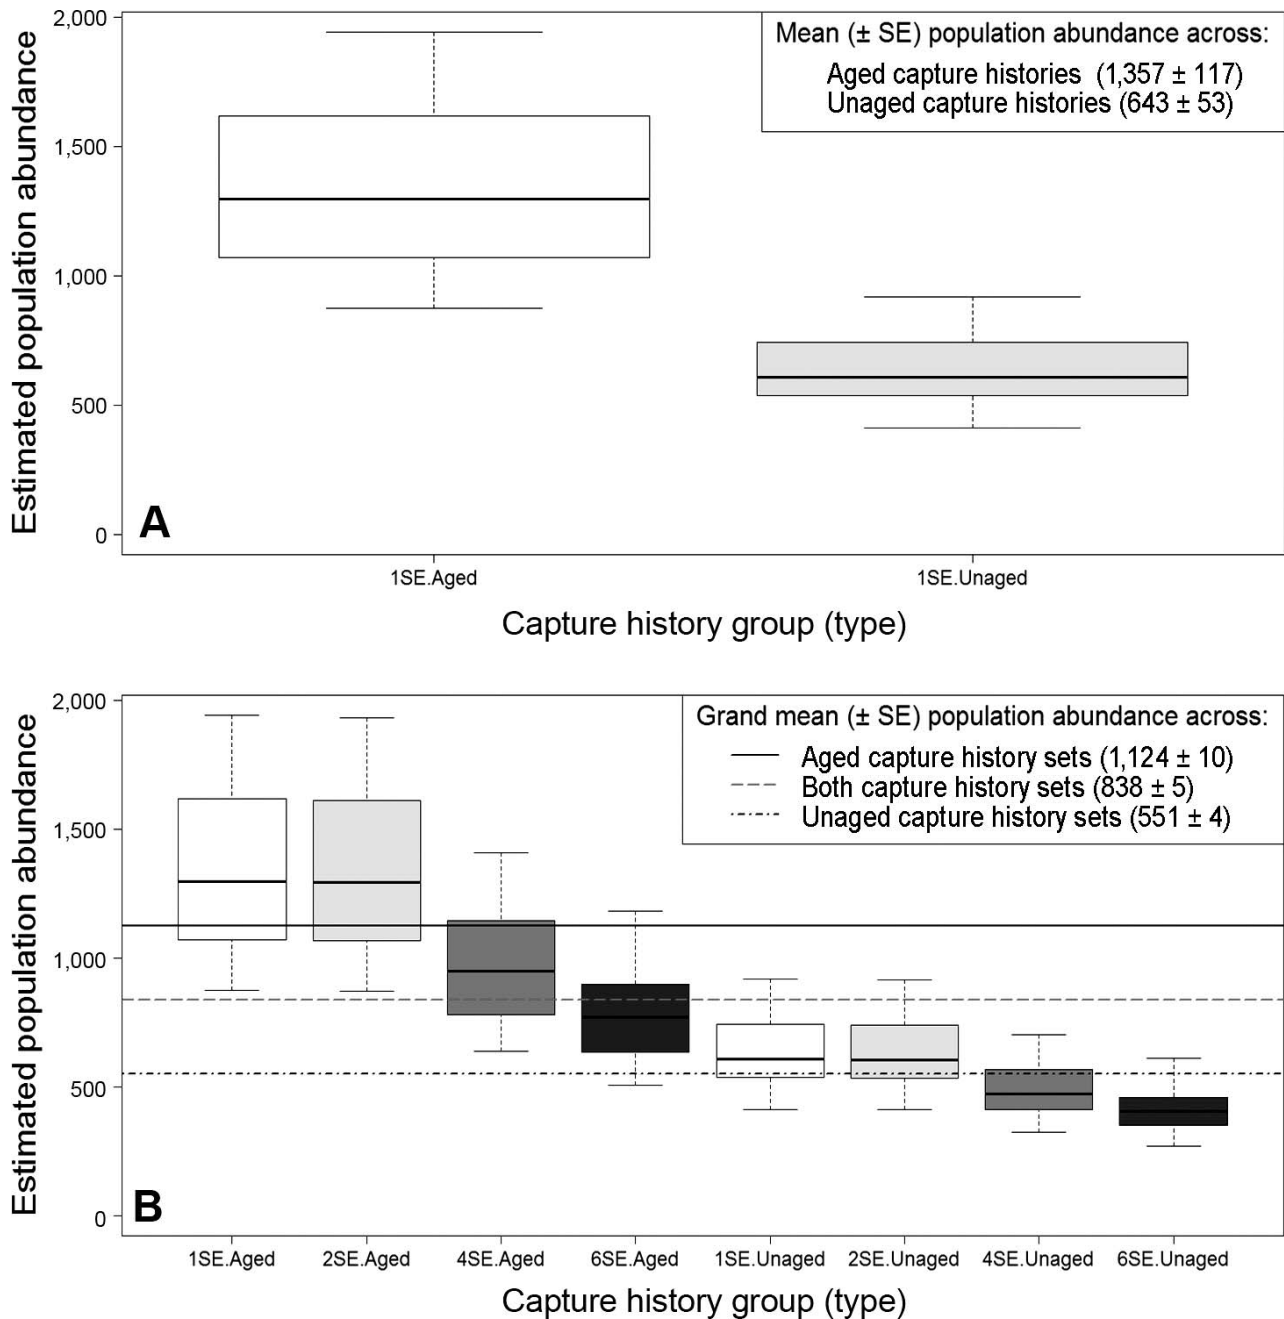 Estimated population abundance
2,000
1,500
1,000
500
0
Mean (± SE) population abundance across:
Aged capture histories (1,357 ± 117)
Unaged capture histories (643 ± 53)
A
1SE.Aged
1SE.Unaged
Capture history group (type)
Estimated population abundance
2,000
1,500
1,000
500
0
Grand mean (± SE) population abundance across:
Aged capture history sets (1,124 ± 10)
Both capture history sets (838 ± 5)
Unaged capture history sets (551 ± 4)
B
1SE.Aged
2SE.Aged
4SE.Aged
6SE.Aged
1SE.Unaged
2SE.Unaged
4SE.Unaged
6SE.Unaged
Capture history group (type)